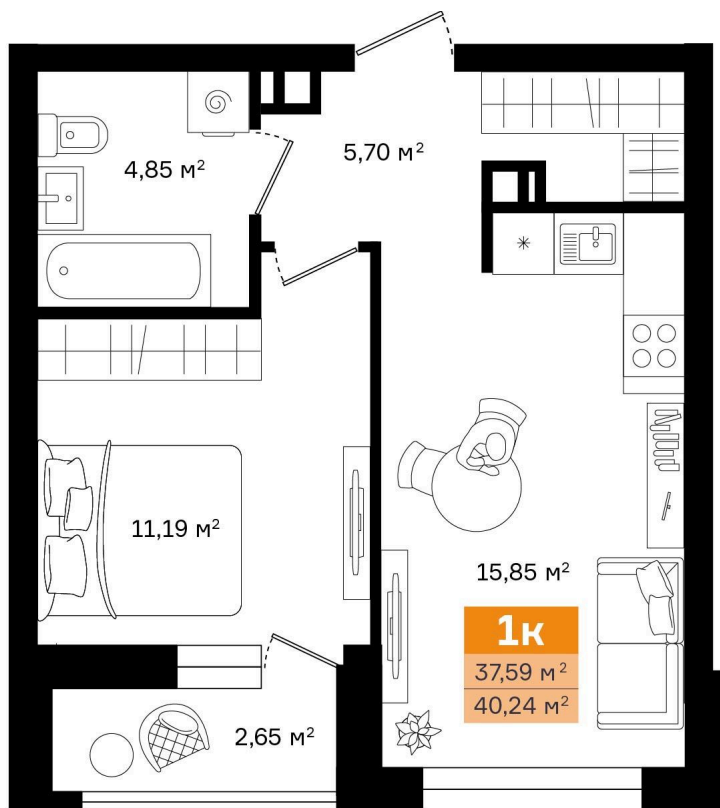 4,85 м²
5,70 м²
11,19 м²
15,85 м²
1к
37,59 м²
40,24 м²
2,65 м²